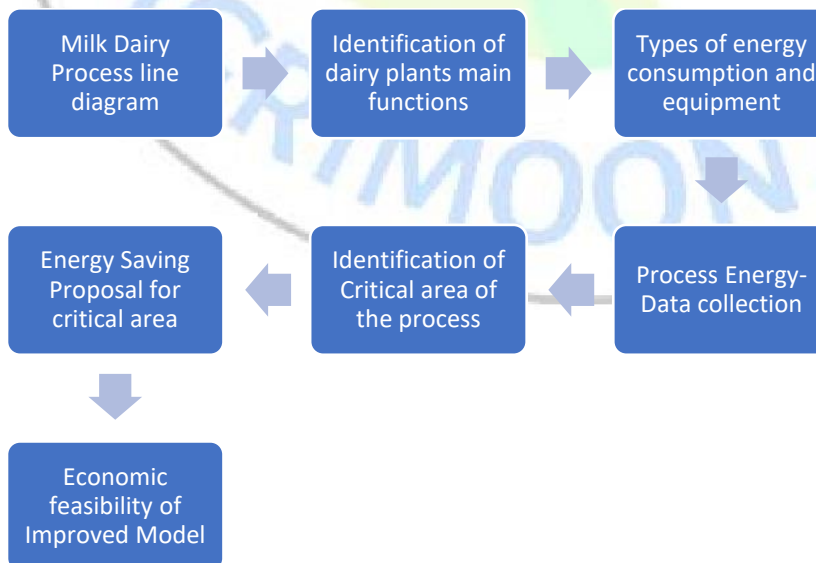 Milk Dairy
Process line
diagram
Identification of
dairy plants main
functions
Types of energy
consumption and
equipment
Process Energy-
Data collection
Identification of
Critical area of
the process
Energy Saving
Proposal for
critical area
Economic
feasibility of
Improved Model